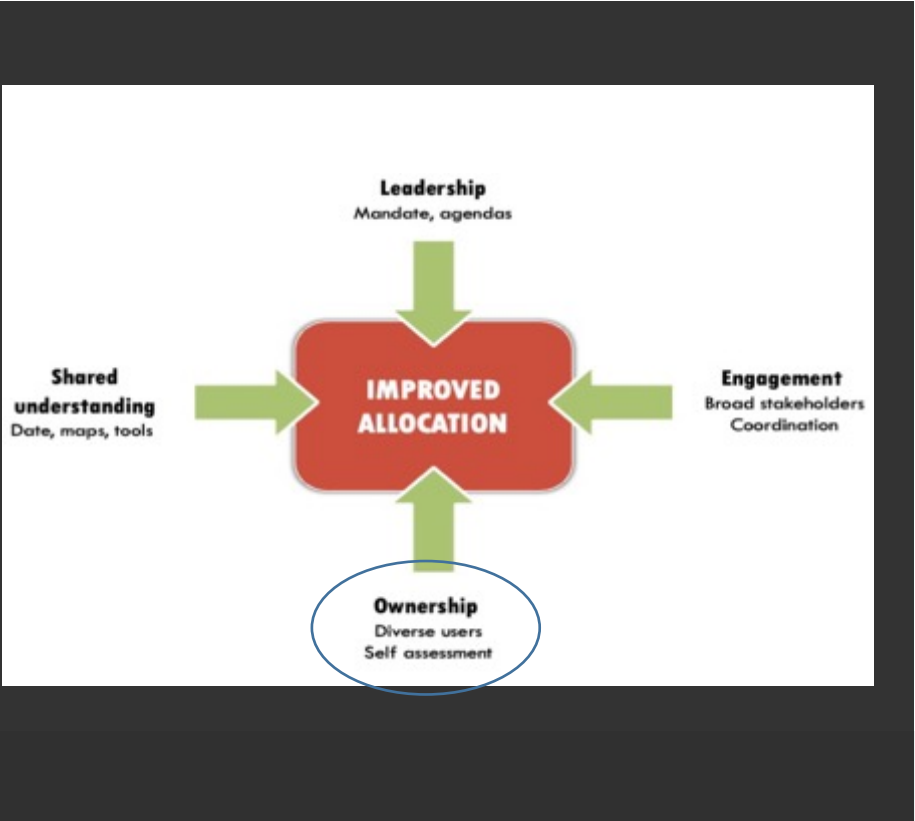 Leadership
Mandate, agendas
Shared
understanding
Date, maps, tools
IMPROVED
ALLOCATION
Engagement
Broad stakeholders
Coordination
Ownership
Diverse users
Self assessment